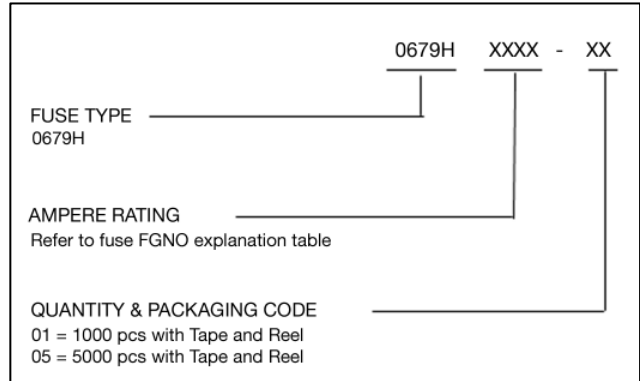 0679H XXXX - XX
FUSE TYPE
0679H
AMPERE RATING
Refer to fuse FGNO explanation table
QUANTITY & PACKAGING CODE
01 = 1000 pcs with Tape and Reel
05 = 5000 pcs with Tape and Reel